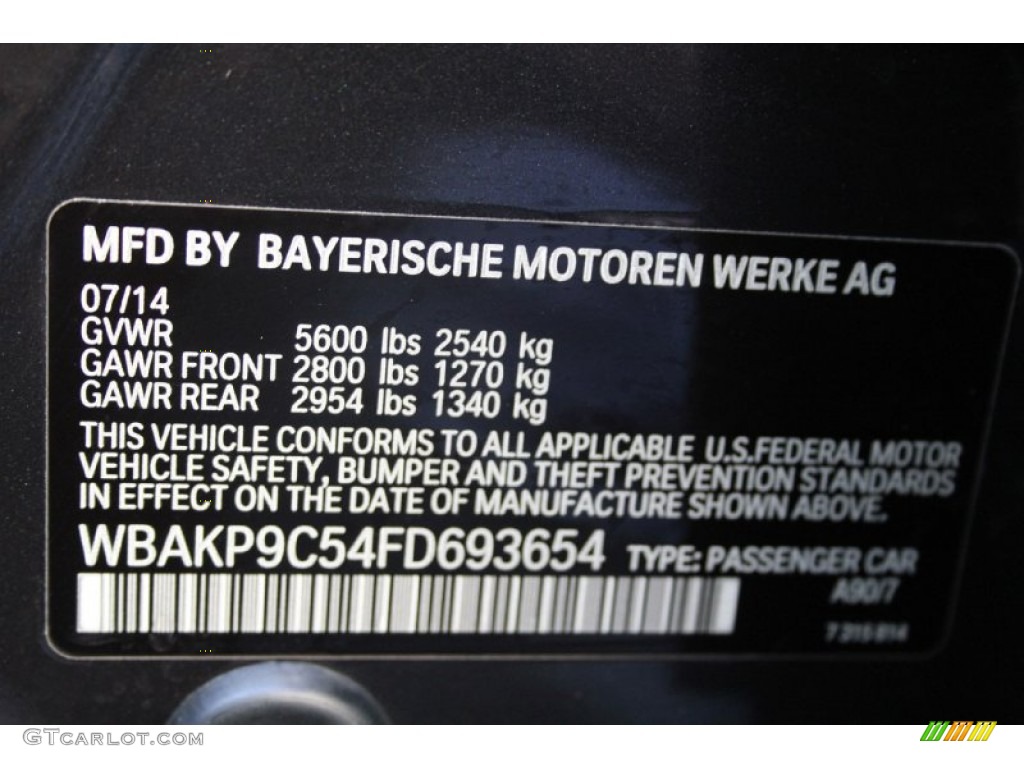 MFD BY BAYERISCHE MOTOREN WERKE AG
07/14
GVWR 5600 lbs 2540 kg
GAWR FRONT 2800 lbs 1270 kg
GAWR REAR 2954 lbs 1340 kg
THIS VEHICLE CONFORMS TO ALL APPLICABLE U.S.FEDERAL MOTOR
VEHICLE SAFETY, BUMPER AND THEFT PREVENTION STANDARDS
IN EFFECT ON THE DATE OF MANUFACTURE SHOWN ABOVE.
WBAKP9C54FD693654 TYPE: PASSENGER CAR
A90/7
GTCARLOT.COM